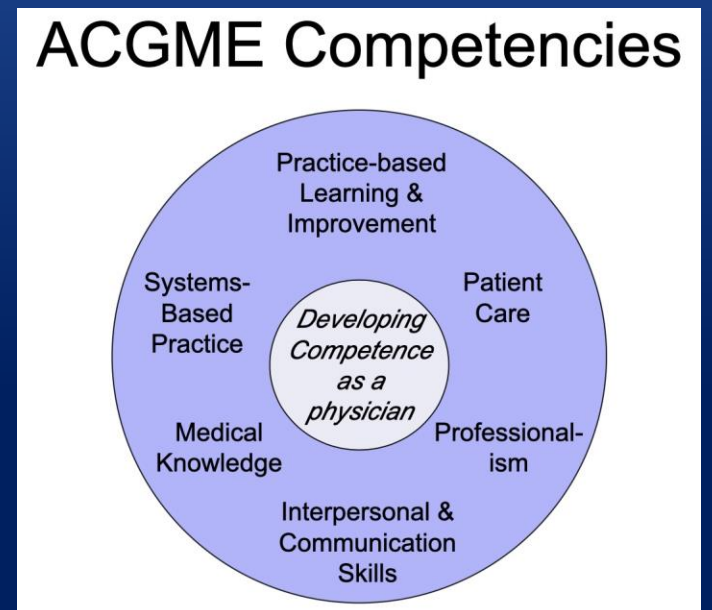 ACGME Competencies
Practice-based
Learning &
Improvement
Patient
Care
Professional-
ism
Interpersonal &
Communication
Skills
Medical
Knowledge
Systems-
Based
Practice
Developing
Competence
as a
physician